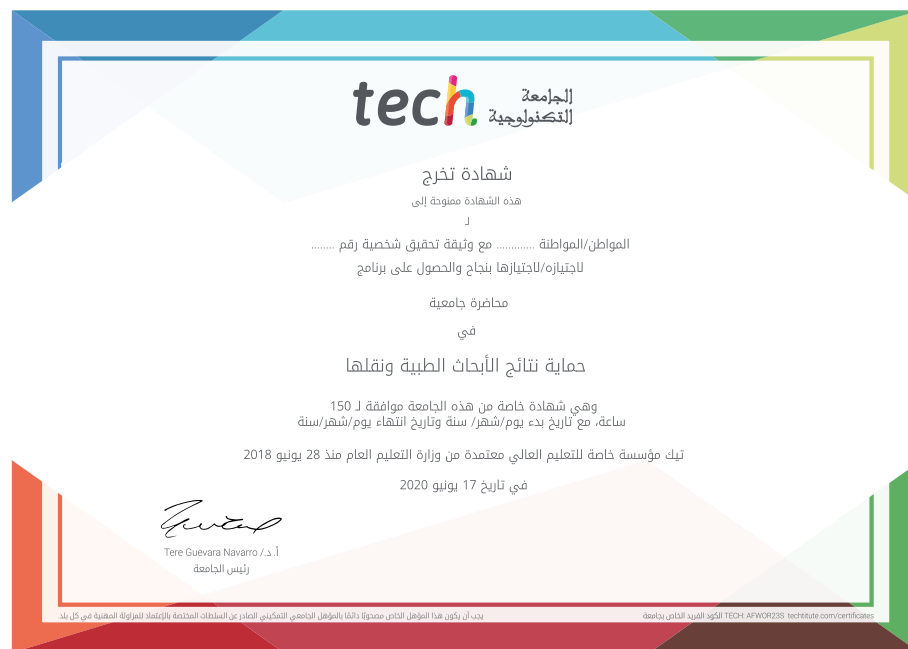 tech الجامعة
التكنولوجية
شهادة تخرج
هذه الشهادة ممنوحة إلى
لـ
المواطن/المواطنة ............ مع وثيقة تحقيق شخصية رقم ........
لاجتيازه/لاجتيازها بنجاح والحصول على برنامج
محاضرة جامعية
في
حماية نتائج الأبحاث الطبية ونقلها
وهي شهادة خاصة من هذه الجامعة موافقة لـ 150
ساعة، مع تاريخ بدء يوم/شهر/ سنة وتاريخ انتهاء يوم/شهر/سنة
تيك مؤسسة خاصة للتعليم العالي معتمدة من وزارة التعليم العام منذ 28 يونيو 2018
في تاريخ 17 يونيو 2020
أ.د./ Tere Guevara Navarro
رئيس الجامعة
يجب أن يكون هذا المؤهل الخاص مصحوبًا دائمًا بالمؤهل الجامعي التمكيني الصادر عن السلطات المختصة بالإعتماد للمزاولة المهنية في كل بلد.
الكود الفريد الخاص بجامعة TECH: AFWOR23S techtitute.com/certificates